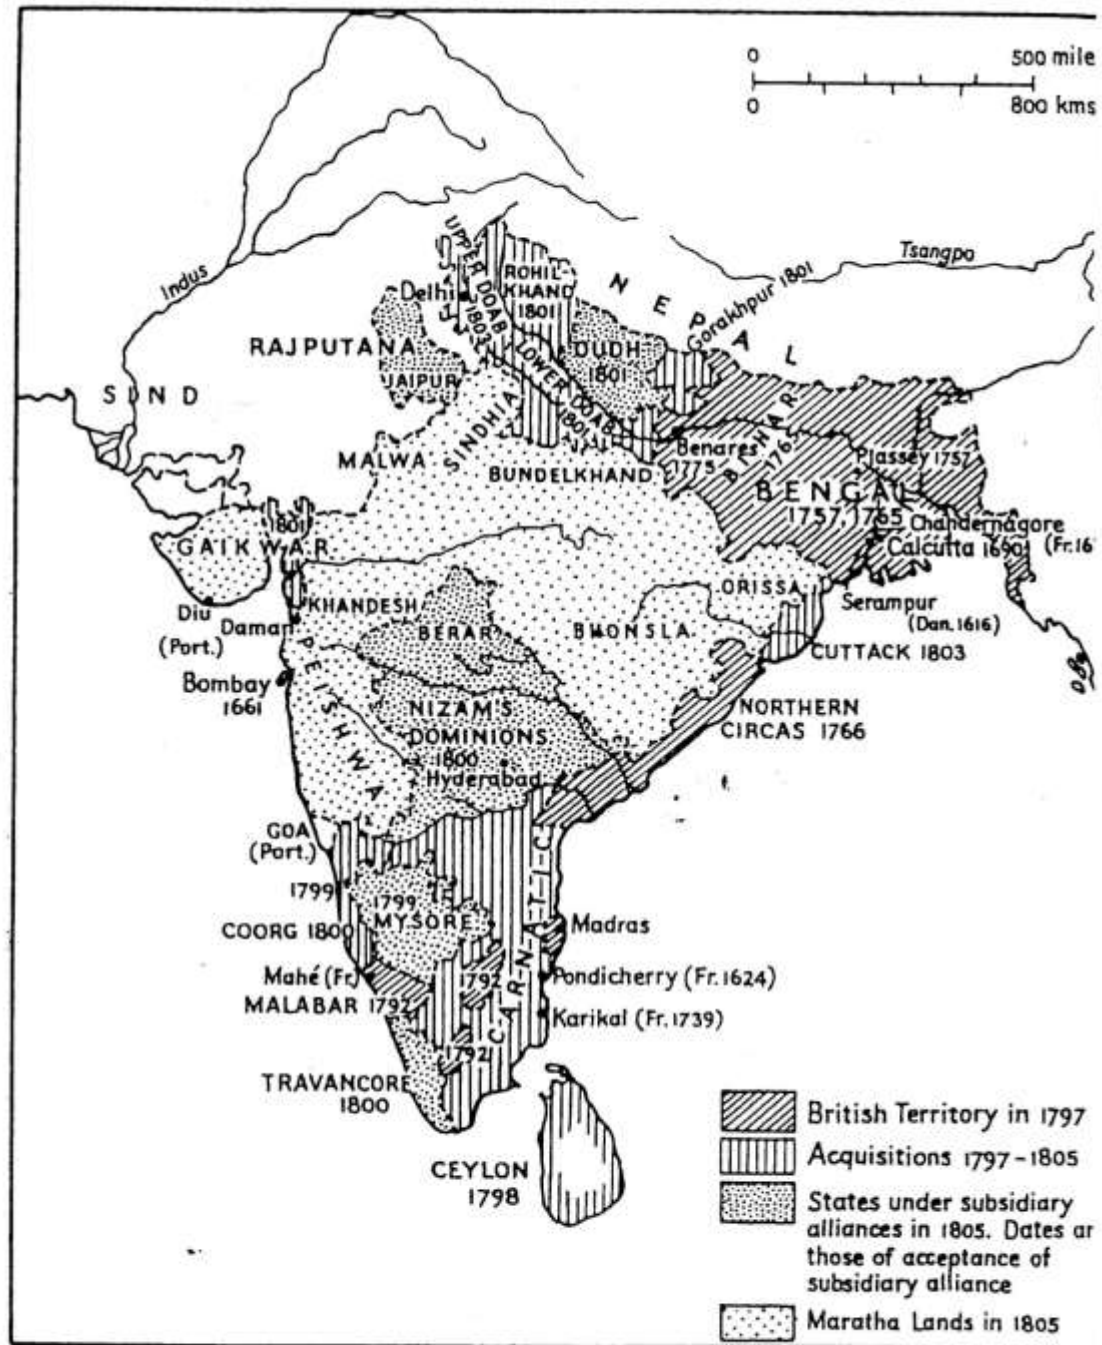 0 500 mile
0 800 kms
Indus
Tsangpo
UPPER DOAB
1803
ROHIL-
KHAND
1801
Delhi
NEPAL
Gorakhpur 1801
RAJPUTANA
JAIPUR
OUDH
1801
LOWER DOAB
1801
SIND
SINDHIA
MALWA
BUNDELKHAND
Benares
1775
BIHAR
1765
Plassey 1757
BENGAL
1757, 1765
Chandernagore
(Fr. 16
Calcutta 1690
1801
GAIKWAR
Diu
(Port.)
Daman
KHANDESH
BERAR
BHONSLA
ORISSA
Serampur
(Dan. 1616)
CUTTACK 1803
Bombay
1661
PEISHWA
NIZAM'S
DOMINIONS
1800
Hyderabad
NORTHERN
CIRCAS 1766
GOA
(Port.)
1799
1799
MYSORE
COORG 1800
CARNATIC
Madras
Mahé (Fr.)
MALABAR 1792
1792
Pondicherry (Fr. 1624)
Karikal (Fr. 1739)
1792
TRAVANCORE
1800
CEYLON
1798
British Territory in 1797
Acquisitions 1797-1805
States under subsidiary
alliances in 1805. Dates ar
those of acceptance of
subsidiary alliance
Maratha Lands in 1805